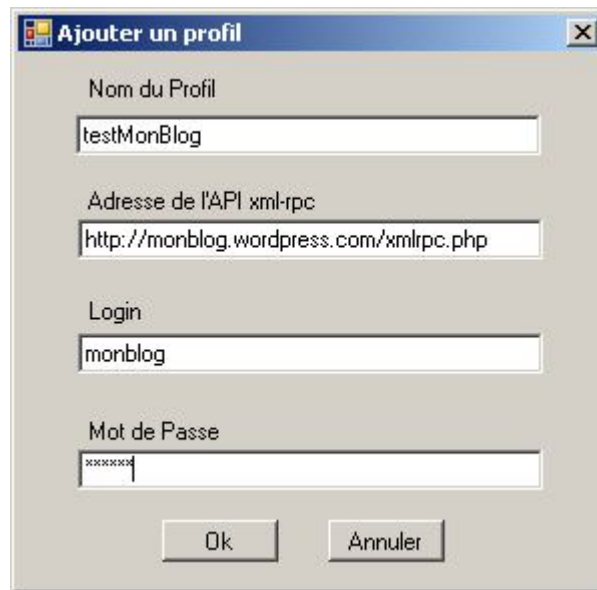 Ajouter un profil
Nom du Profil
testMonBlog
Adresse de l'API xml-rpc
http://monblog.wordpress.com/xmlrpc.php
Login
monblog
Mot de Passe
******
Ok Annuler